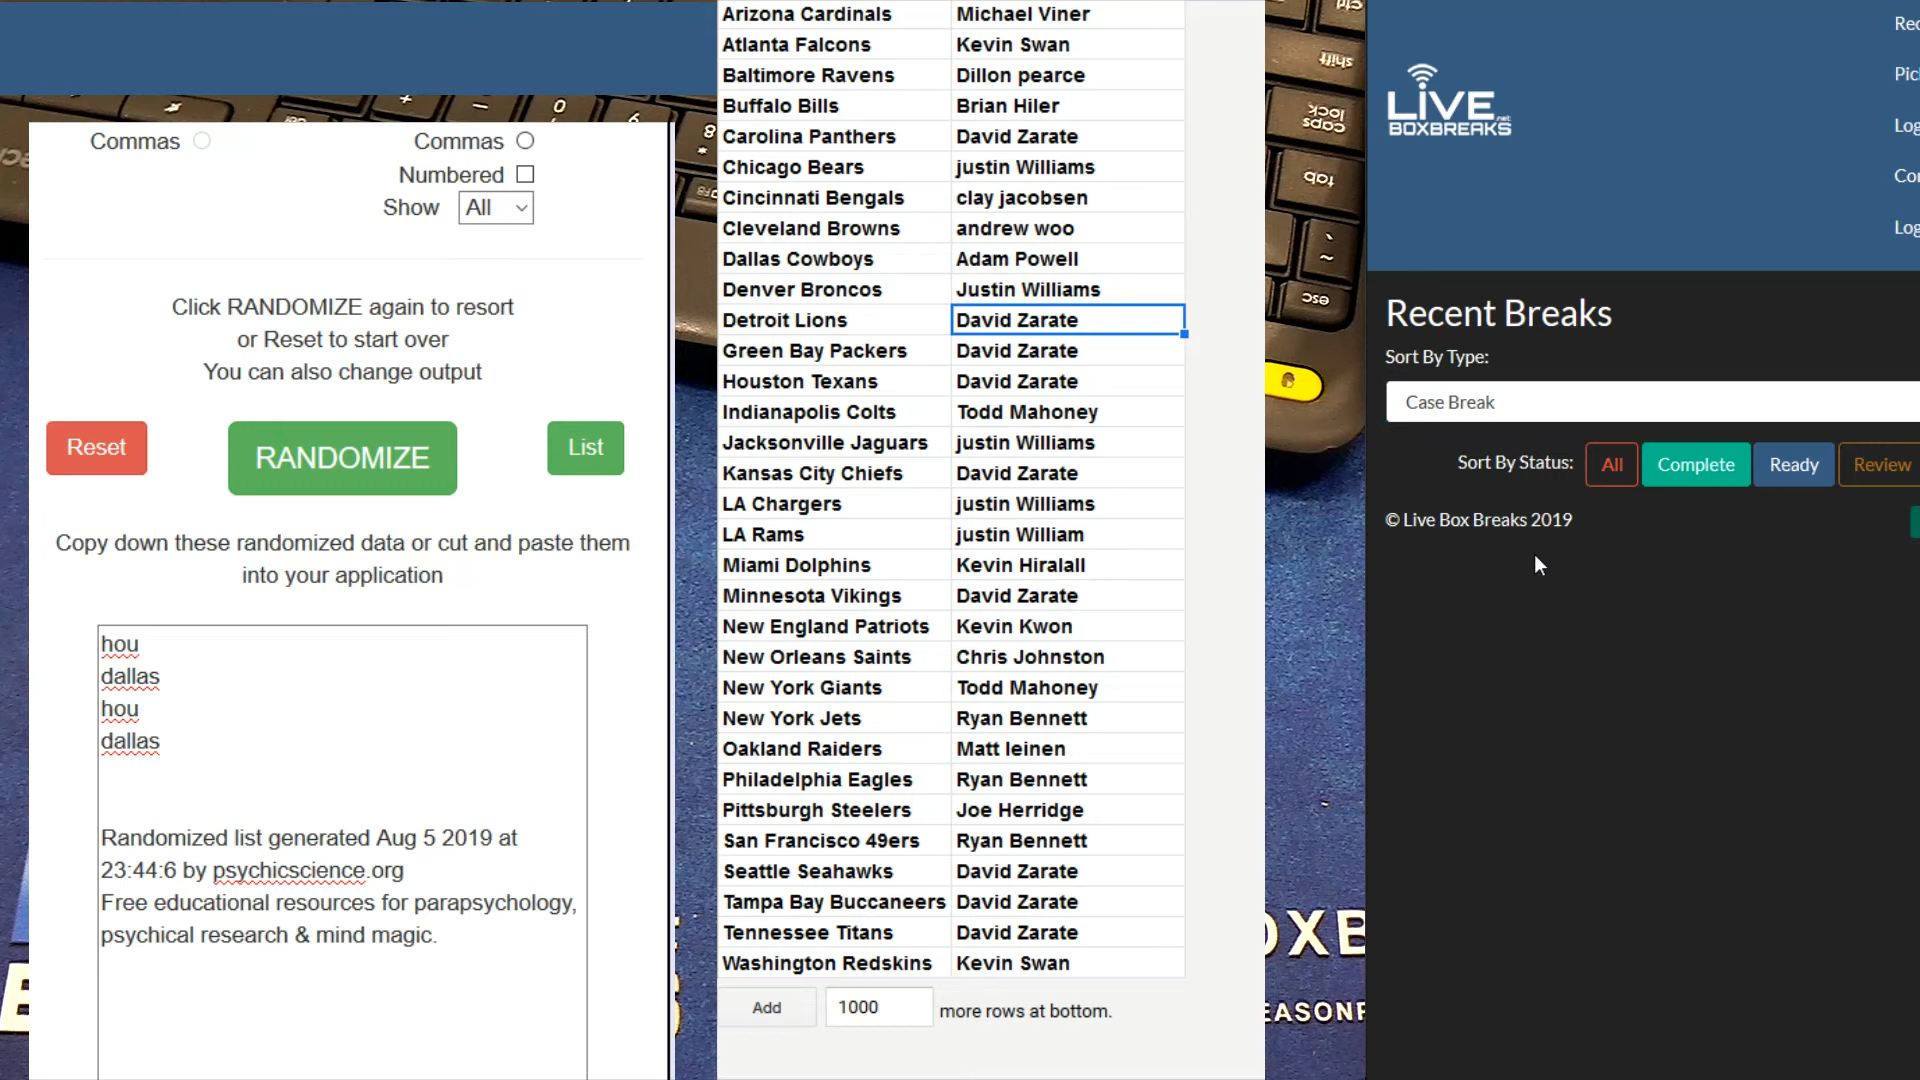 Commas
Commas
Numbered
Show All
Click RANDOMIZE again to resort
or Reset to start over
You can also change output
Reset
RANDOMIZE
List
Copy down these randomized data or cut and paste them
into your application
hou
dallas
hou
dallas
Randomized list generated Aug 5 2019 at
23:44:6 by psychicscience.org
Free educational resources for parapsychology,
psychical research & mind magic.
Arizona Cardinals Michael Viner
Atlanta Falcons Kevin Swan
Baltimore Ravens Dillon pearce
Buffalo Bills Brian Hiler
Carolina Panthers David Zarate
Chicago Bears justin Williams
Cincinnati Bengals clay jacobsen
Cleveland Browns andrew woo
Dallas Cowboys Adam Powell
Denver Broncos Justin Williams
Detroit Lions David Zarate
Green Bay Packers David Zarate
Houston Texans David Zarate
Indianapolis Colts Todd Mahoney
Jacksonville Jaguars justin Williams
Kansas City Chiefs David Zarate
LA Chargers justin Williams
LA Rams justin William
Miami Dolphins Kevin Hiralall
Minnesota Vikings David Zarate
New England Patriots Kevin Kwon
New Orleans Saints Chris Johnston
New York Giants Todd Mahoney
New York Jets Ryan Bennett
Oakland Raiders Matt leinen
Philadelphia Eagles Ryan Bennett
Pittsburgh Steelers Joe Herridge
San Francisco 49ers Ryan Bennett
Seattle Seahawks David Zarate
Tampa Bay Buccaneers David Zarate
Tennessee Titans David Zarate
Washington Redskins Kevin Swan
Add 1000 more rows at bottom.
shift
caps lock
tab
esc
LIVE
BOXBREAKS
.net
Recent Breaks
Sort By Type:
Case Break
Sort By Status: All Complete Ready Review
© Live Box Breaks 2019